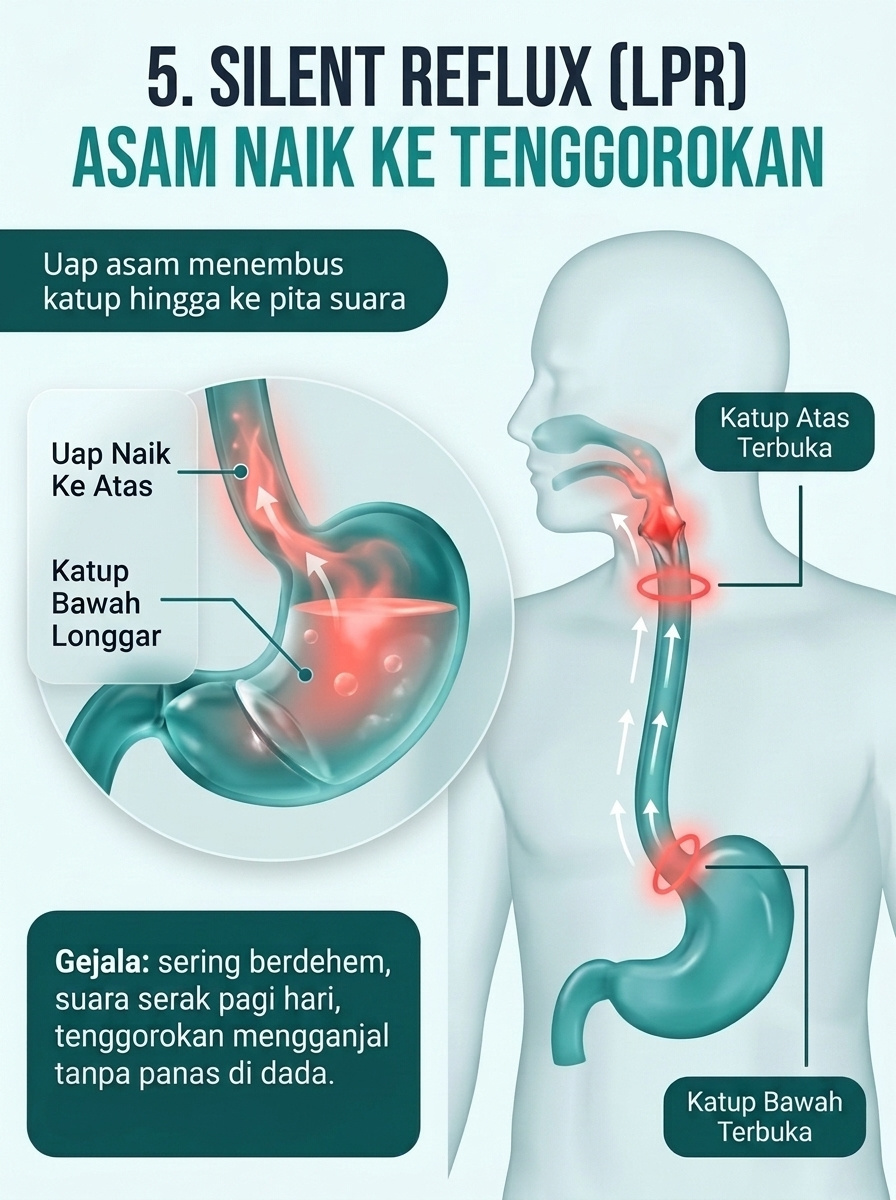 5. SILENT REFLUX (LPR)
ASAM NAIK KE TENGGOROKAN
Uap asam menembus
katup hingga ke pita suara
Uap Naik
Ke Atas
Katup
Bawah
Longgar
Katup Atas
Terbuka
Gejala: sering berdehem,
suara serak pagi hari,
tenggorokan mengganjal
tanpa panas di dada.
Katup Bawah
Terbuka